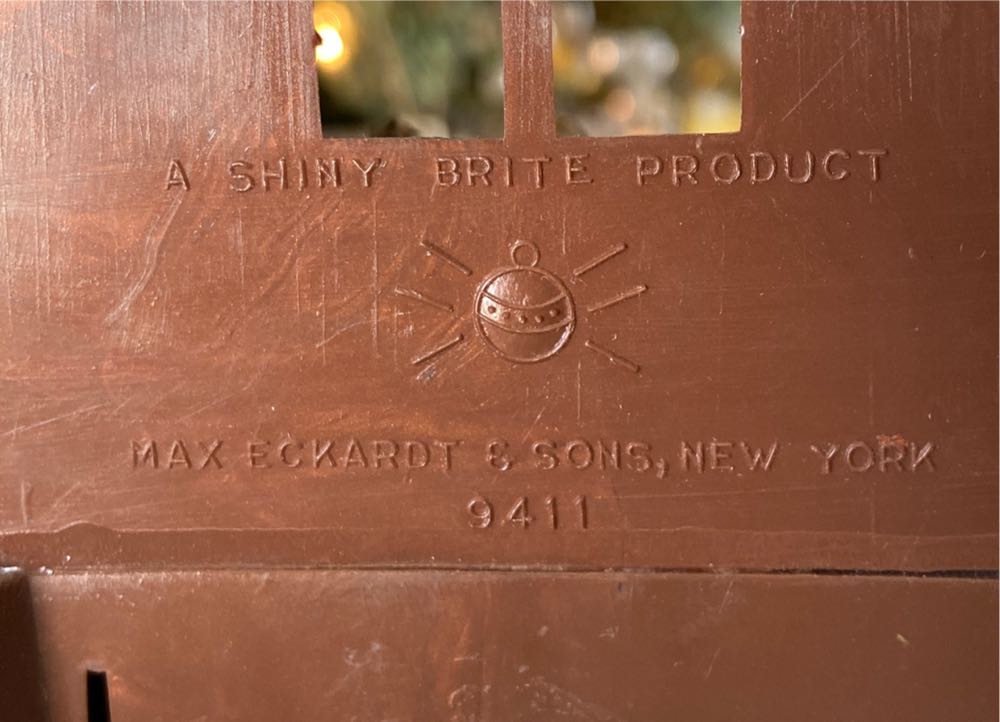 A SHINY BRITE PRODUCT
MAX ECKARDT & SONS, NEW YORK
9411